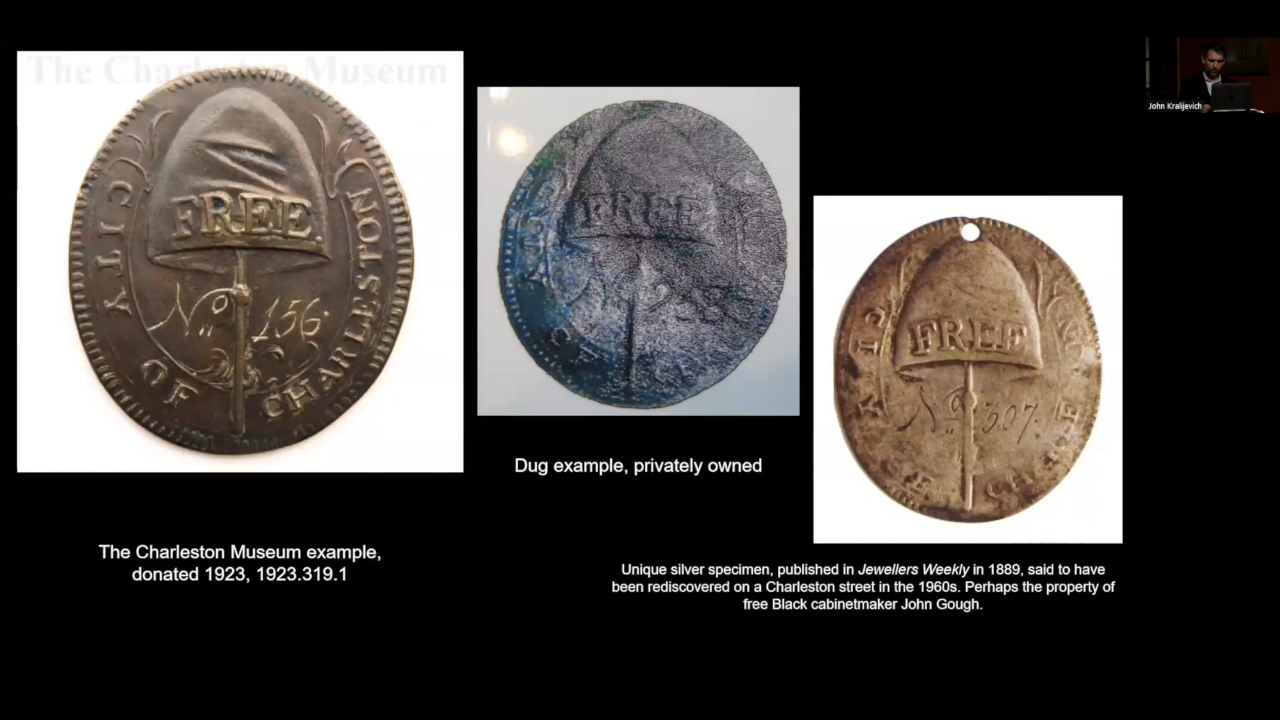 The Charleston Museum
John Kraljevich
CITY OF CHARLESTON
FREE.
No 156.
FREE
OF
FREE
No 307.
Dug example, privately owned
The Charleston Museum example,
donated 1923, 1923.319.1
Unique silver specimen, published in Jewellers Weekly in 1889, said to have
been rediscovered on a Charleston street in the 1960s. Perhaps the property of
free Black cabinetmaker John Gough.